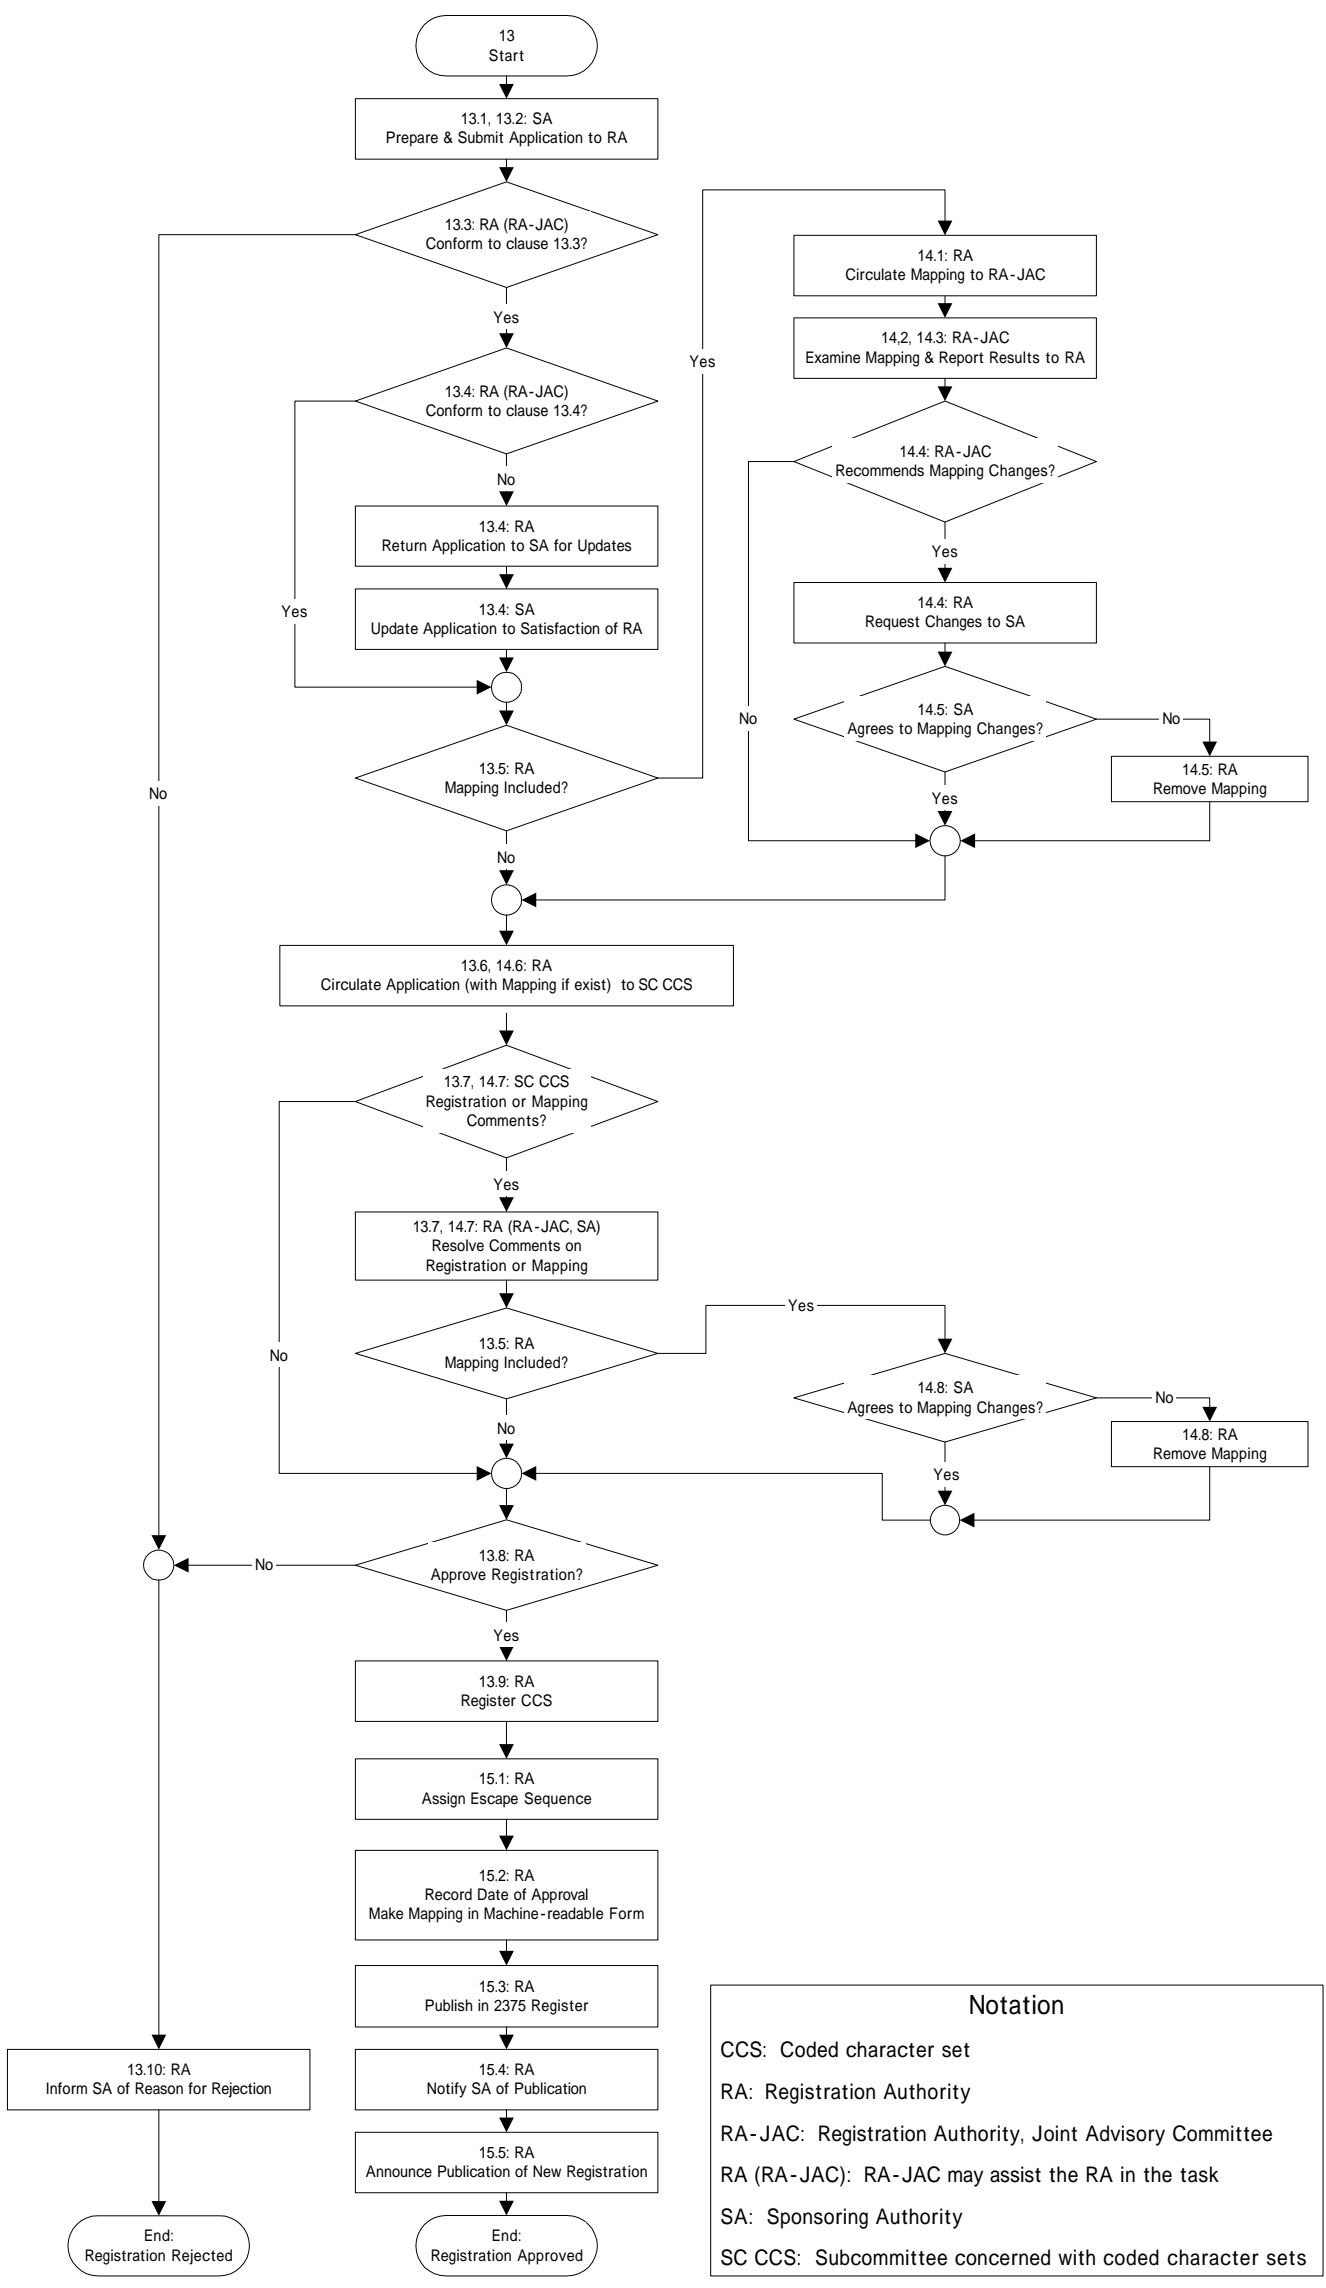 13
Start
13.1, 13.2: SA
Prepare & Submit Application to RA
13.3: RA (RA-JAC)
Conform to clause 13.3?
Yes
No
13.4: RA (RA-JAC)
Conform to clause 13.4?
No
Yes
13.4: RA
Return Application to SA for Updates
13.4: SA
Update Application to Satisfaction of RA
13.5: RA
Mapping Included?
Yes
No
14.1: RA
Circulate Mapping to RA-JAC
14,2, 14.3: RA-JAC
Examine Mapping & Report Results to RA
14.4: RA-JAC
Recommends Mapping Changes?
Yes
No
14.4: RA
Request Changes to SA
14.5: SA
Agrees to Mapping Changes?
No
Yes
14.5: RA
Remove Mapping
13.6, 14.6: RA
Circulate Application (with Mapping if exist) to SC CCS
13.7, 14.7: SC CCS
Registration or Mapping
Comments?
Yes
No
13.7, 14.7: RA (RA-JAC, SA)
Resolve Comments on
Registration or Mapping
13.5: RA
Mapping Included?
Yes
No
14.8: SA
Agrees to Mapping Changes?
No
Yes
14.8: RA
Remove Mapping
13.8: RA
Approve Registration?
No
Yes
13.9: RA
Register CCS
15.1: RA
Assign Escape Sequence
15.2: RA
Record Date of Approval
Make Mapping in Machine-readable Form
15.3: RA
Publish in 2375 Register
15.4: RA
Notify SA of Publication
15.5: RA
Announce Publication of New Registration
End:
Registration Approved
13.10: RA
Inform SA of Reason for Rejection
End:
Registration Rejected
Notation
CCS: Coded character set
RA: Registration Authority
RA-JAC: Registration Authority, Joint Advisory Committee
RA (RA-JAC): RA-JAC may assist the RA in the task
SA: Sponsoring Authority
SC CCS: Subcommittee concerned with coded character sets